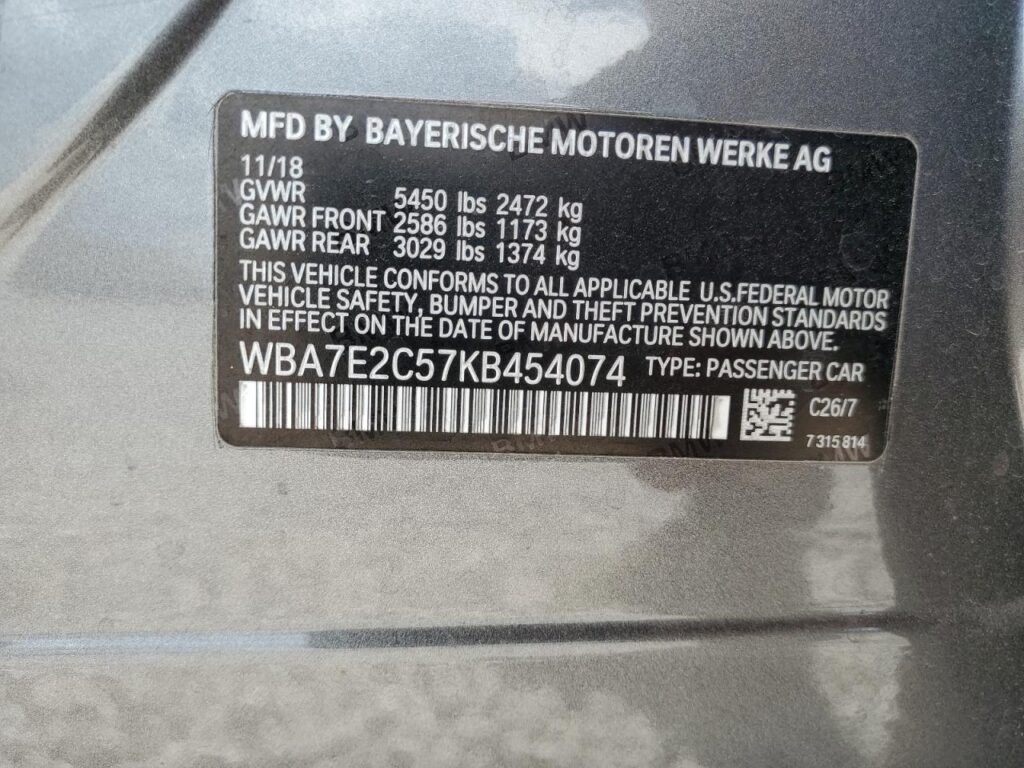 MFD BY BAYERISCHE MOTOREN WERKE AG
11/18
GVWR 5450 lbs 2472 kg
GAWR FRONT 2586 lbs 1173 kg
GAWR REAR 3029 lbs 1374 kg
THIS VEHICLE CONFORMS TO ALL APPLICABLE U.S.FEDERAL MOTOR
VEHICLE SAFETY, BUMPER AND THEFT PREVENTION STANDARDS
IN EFFECT ON THE DATE OF MANUFACTURE SHOWN ABOVE.
WBA7E2C57KB454074 TYPE: PASSENGER CAR
C26/7
7 315 814